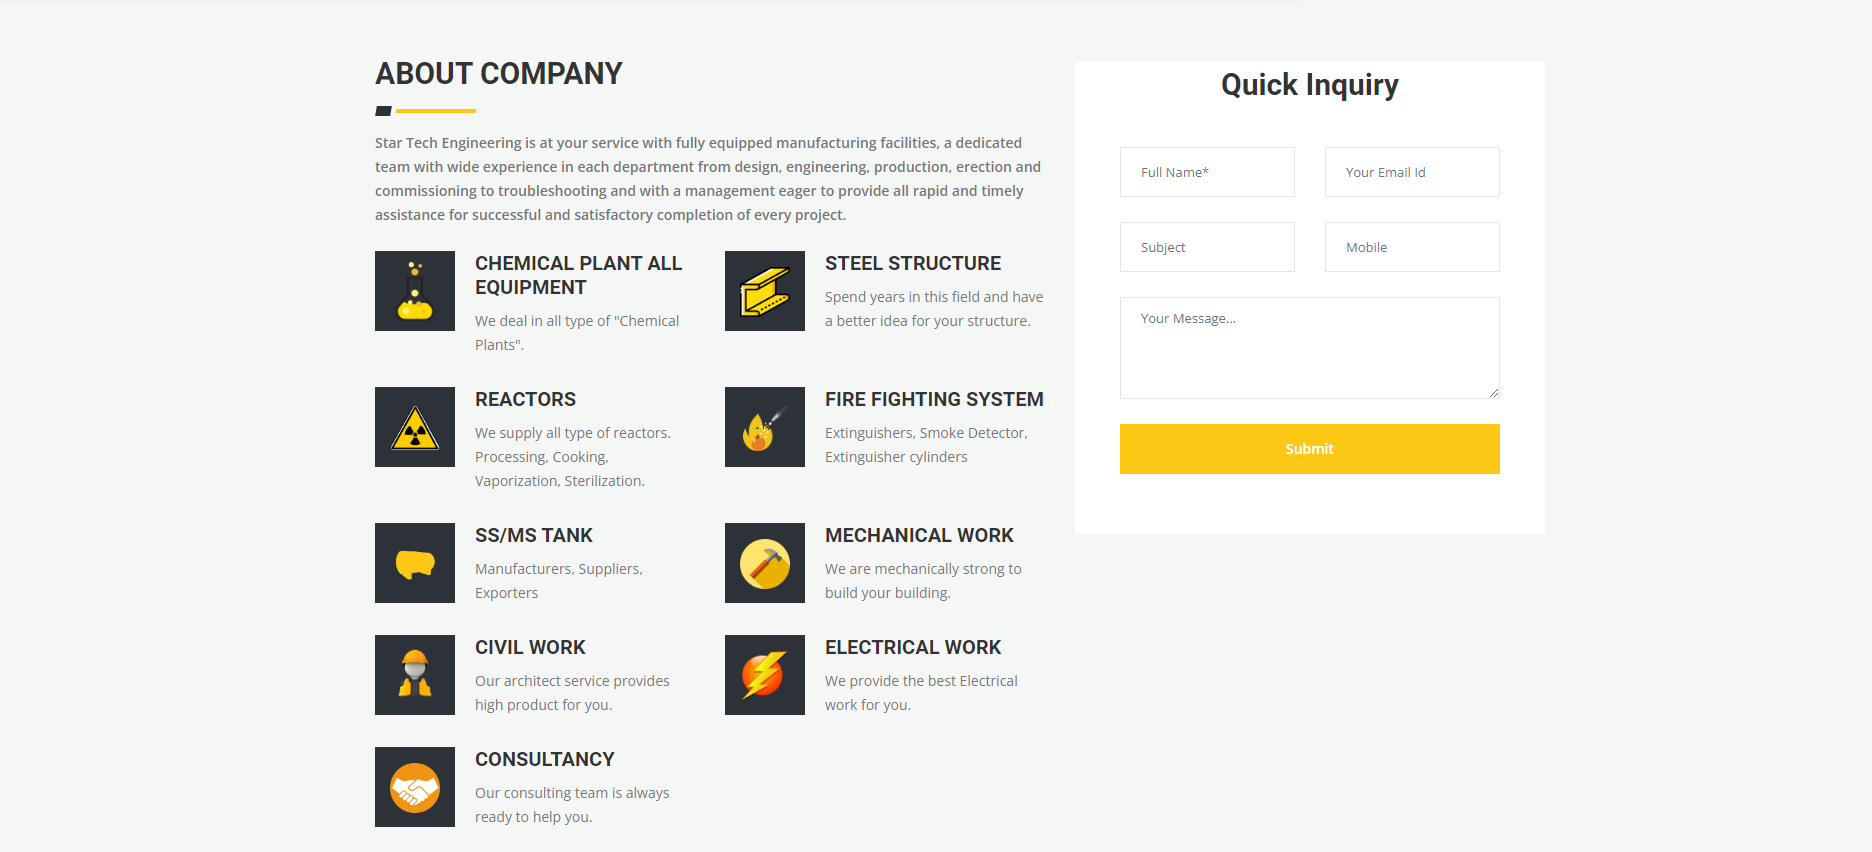 ABOUT COMPANY
Star Tech Engineering is at your service with fully equipped manufacturing facilities, a dedicated
team with wide experience in each department from design, engineering, production, erection and
commissioning to troubleshooting and with a management eager to provide all rapid and timely
assistance for successful and satisfactory completion of every project.
CHEMICAL PLANT ALL
EQUIPMENT
We deal in all type of "Chemical
Plants".
STEEL STRUCTURE
Spend years in this field and have
a better idea for your structure.
REACTORS
We supply all type of reactors.
Processing, Cooking,
Vaporization, Sterilization.
FIRE FIGHTING SYSTEM
Extinguishers, Smoke Detector,
Extinguisher cylinders
SS/MS TANK
Manufacturers, Suppliers,
Exporters
MECHANICAL WORK
We are mechanically strong to
build your building.
CIVIL WORK
Our architect service provides
high product for you.
ELECTRICAL WORK
We provide the best Electrical
work for you.
CONSULTANCY
Our consulting team is always
ready to help you.
Quick Inquiry
Full Name*
Your Email Id
Subject
Mobile
Your Message...
Submit